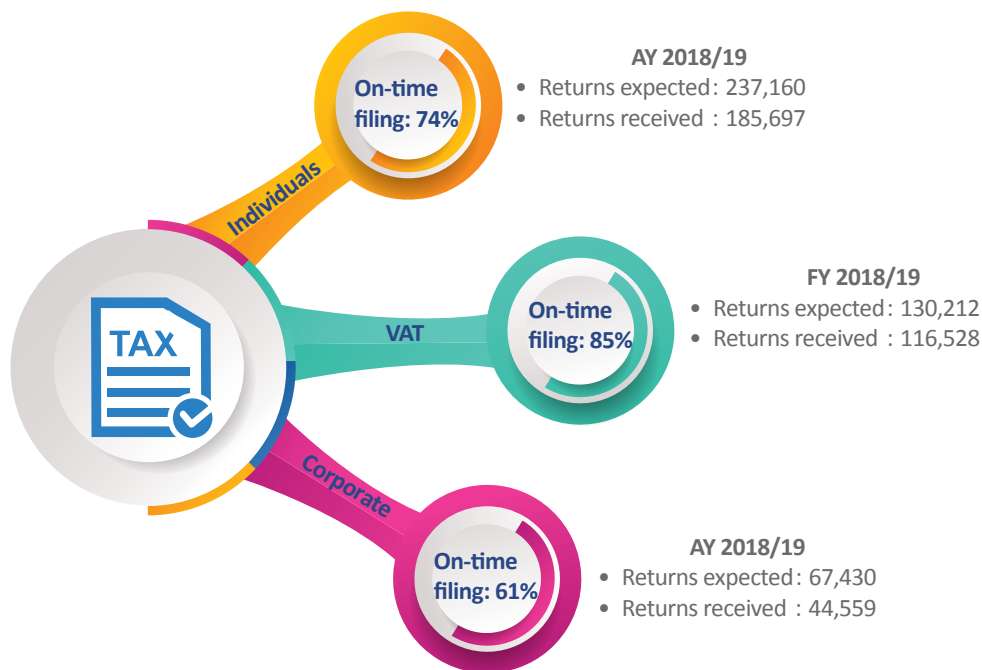 On-time
filing: 74%
AY 2018/19
• Returns expected : 237,160
• Returns received : 185,697
Individuals
TAX
VAT
On-time
filing: 85%
FY 2018/19
• Returns expected : 130,212
• Returns received : 116,528
Corporate
On-time
filing: 61%
AY 2018/19
• Returns expected : 67,430
• Returns received : 44,559